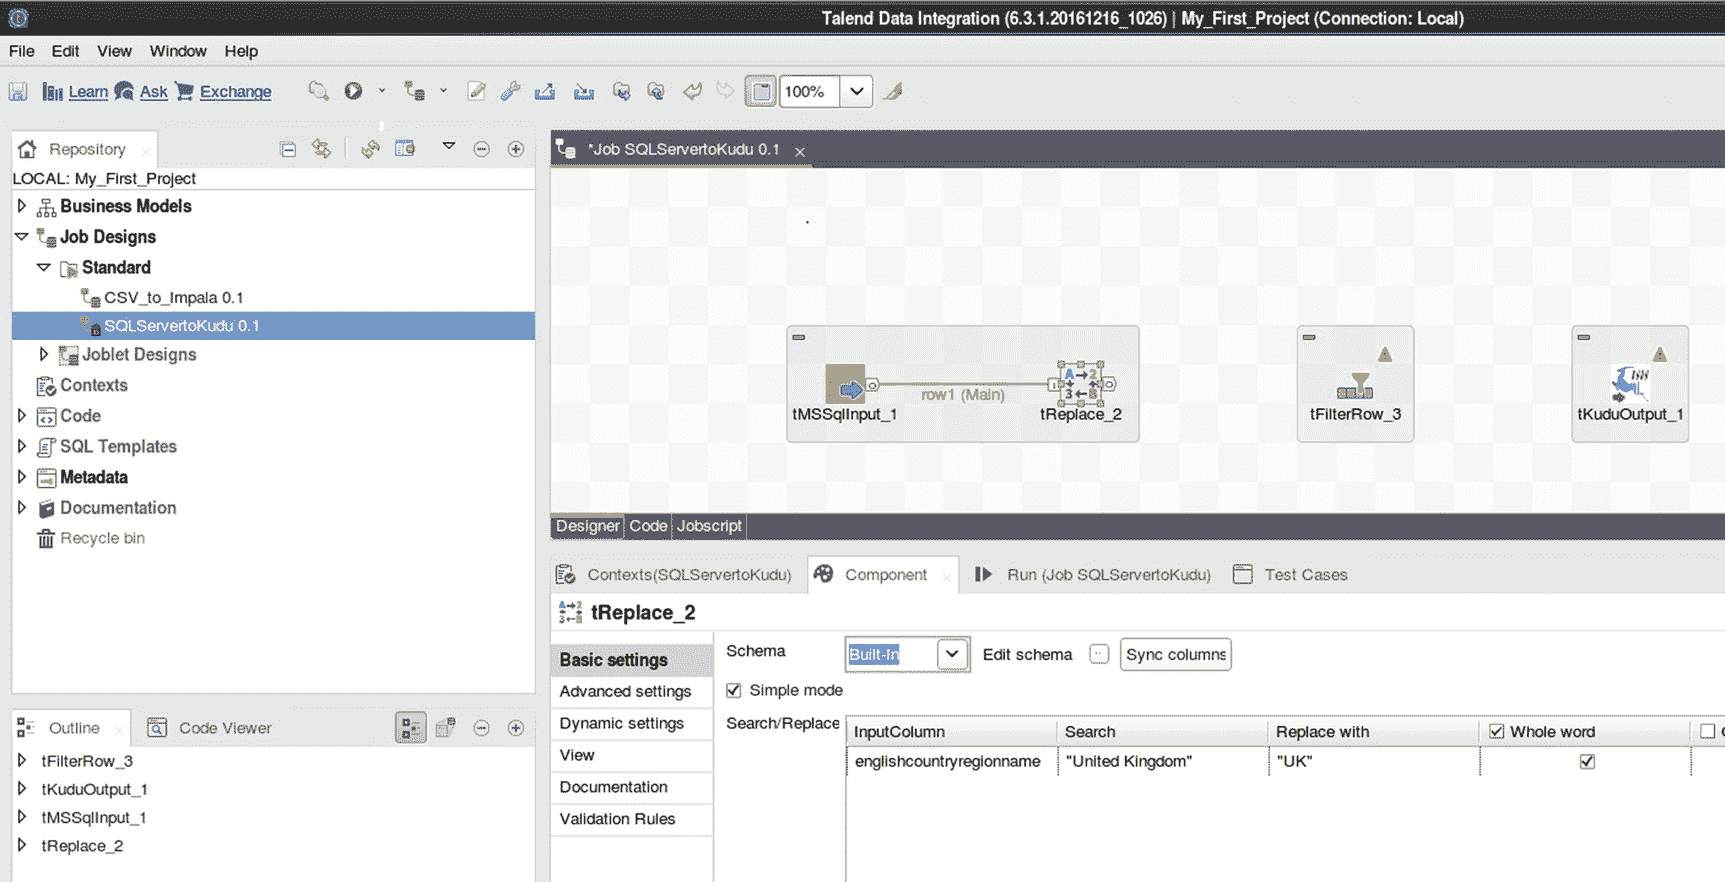 Talend Data Integration (6.3.1.20161216_1026) | My_First_Project (Connection: Local)
File Edit View Window Help
Learn Ask Exchange 100%
Repository
LOCAL: My_First_Project
Business Models
Job Designs
Standard
CSV_to_Impala 0.1
SQLServertoKudu 0.1
Joblet Designs
Contexts
Code
SQL Templates
Metadata
Documentation
Recycle bin
Outline Code Viewer
tFilterRow_3
tKuduOutput_1
tMSSqlInput_1
tReplace_2
*Job SQLServertoKudu 0.1
row1 (Main)
tMSSqlInput_1 tReplace_2 tFilterRow_3 tKuduOutput_1
Designer Code Jobscript
Contexts(SQLServertoKudu) Component Run (Job SQLServertoKudu) Test Cases
tReplace_2
Basic settings
Advanced settings
Dynamic settings
View
Documentation
Validation Rules
Schema Built-In Edit schema Sync columns
Simple mode
Search/Replace InputColumn Search Replace with Whole word
englishcountryregionname "United Kingdom" "UK"